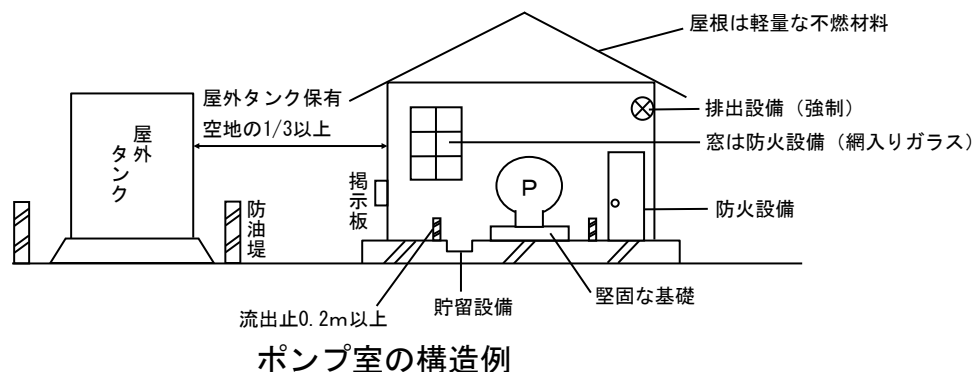 屋根は軽量な不燃材料
屋外タンク保有
空地の1/3以上
排出設備（強制）
窓は防火設備（網入りガラス）
屋外
タンク
掲示板
P
防火設備
防油堤
貯留設備
堅固な基礎
流出止0.2m以上
ポンプ室の構造例